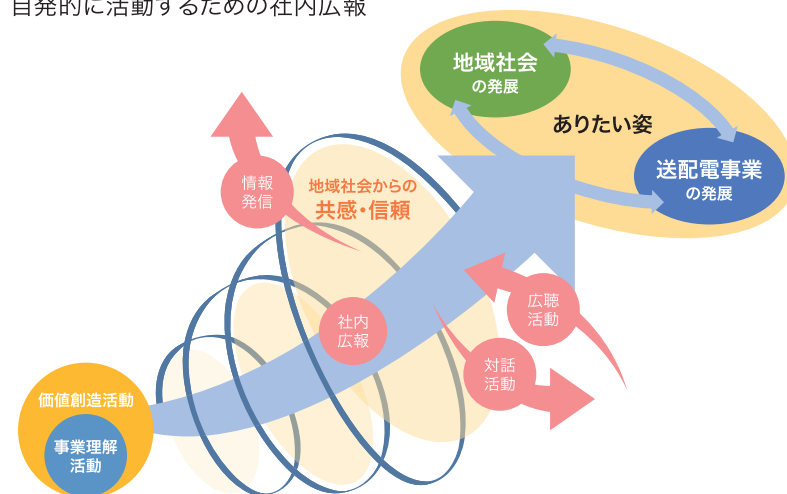 自発的に活動するための社内広報
地域社会
の発展
ありたい姿
送配電事業
の発展
情報
発信
地域社会からの
共感・信頼
広聴
活動
社内
広報
対話
活動
価値創造活動
事業理解
活動